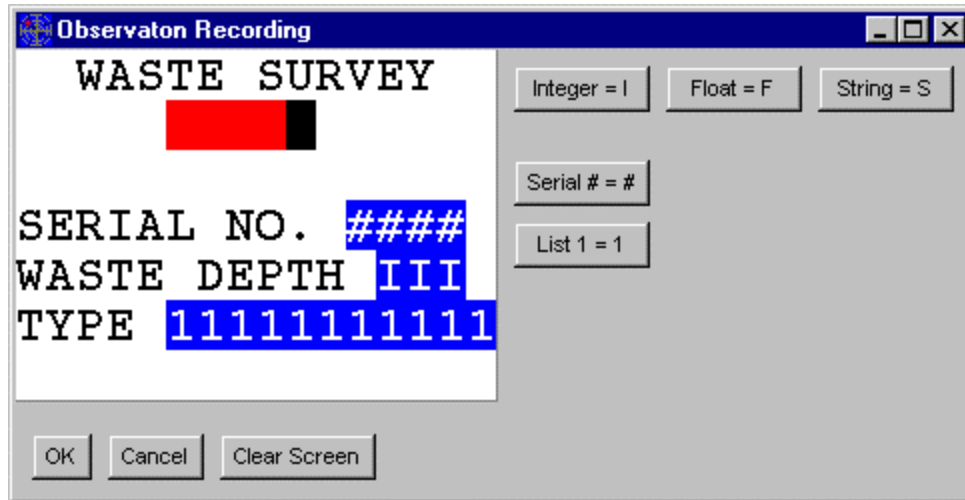 Observaton Recording
WASTE SURVEY
SERIAL NO. ####
WASTE DEPTH III
TYPE 11111111111
Integer = I
Float = F
String = S
Serial # = #
List 1 = 1
OK
Cancel
Clear Screen